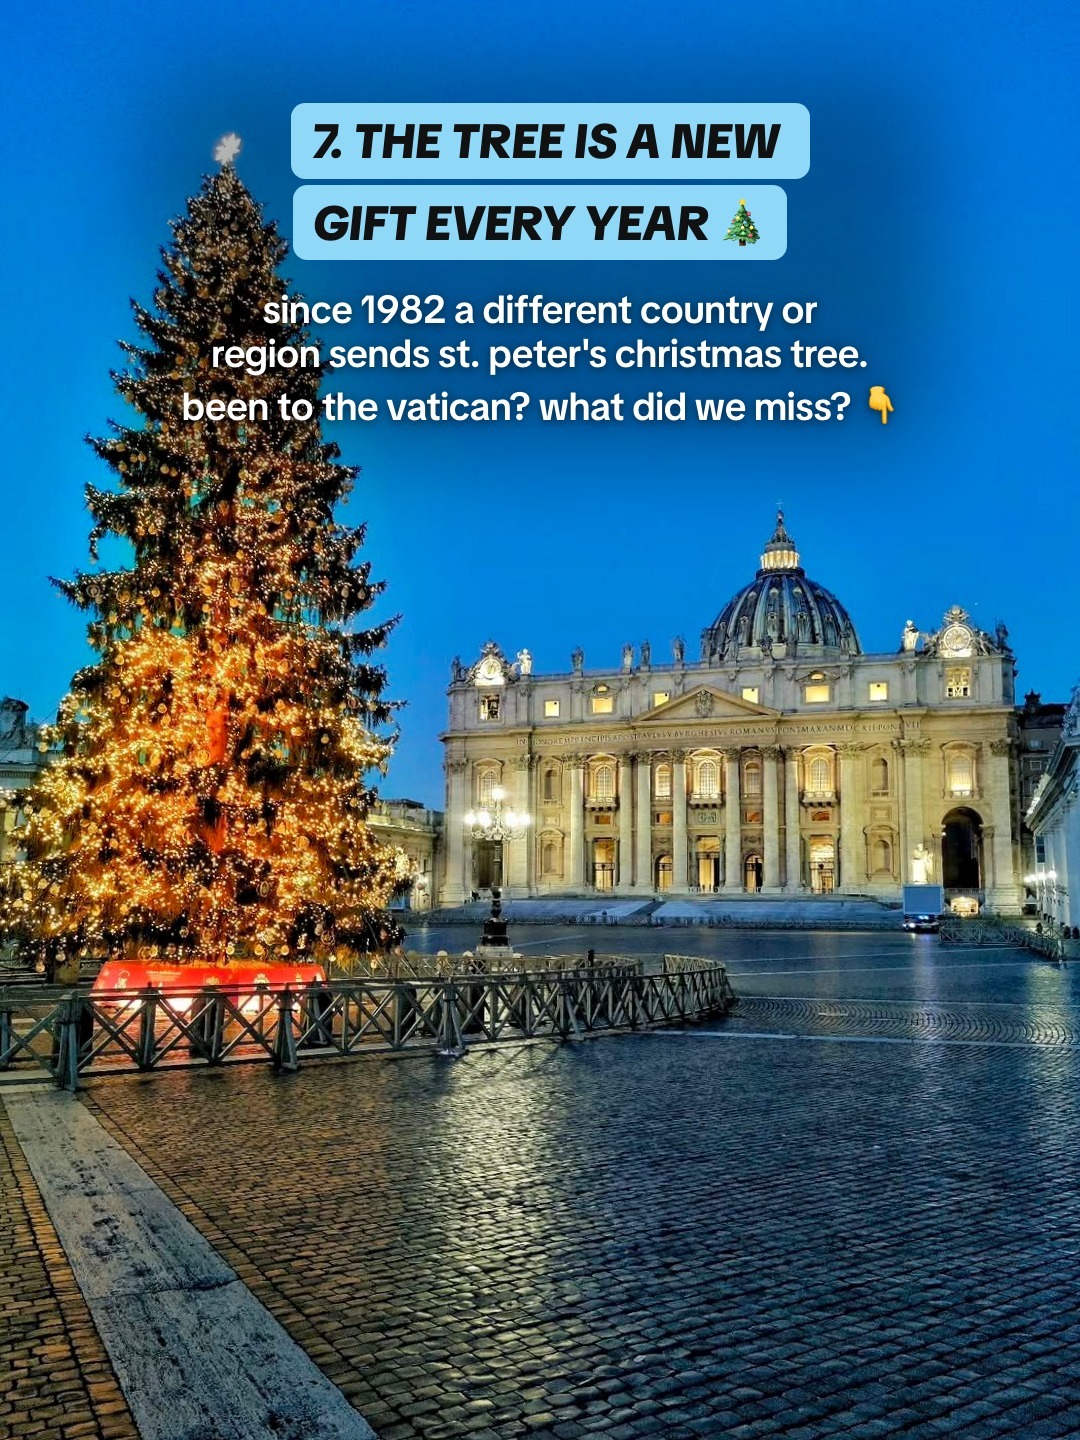 7. THE TREE IS A NEW
GIFT EVERY YEAR 🎄
since 1982 a different country or
region sends st. peter's christmas tree.
been to the vatican? what did we miss? 👇